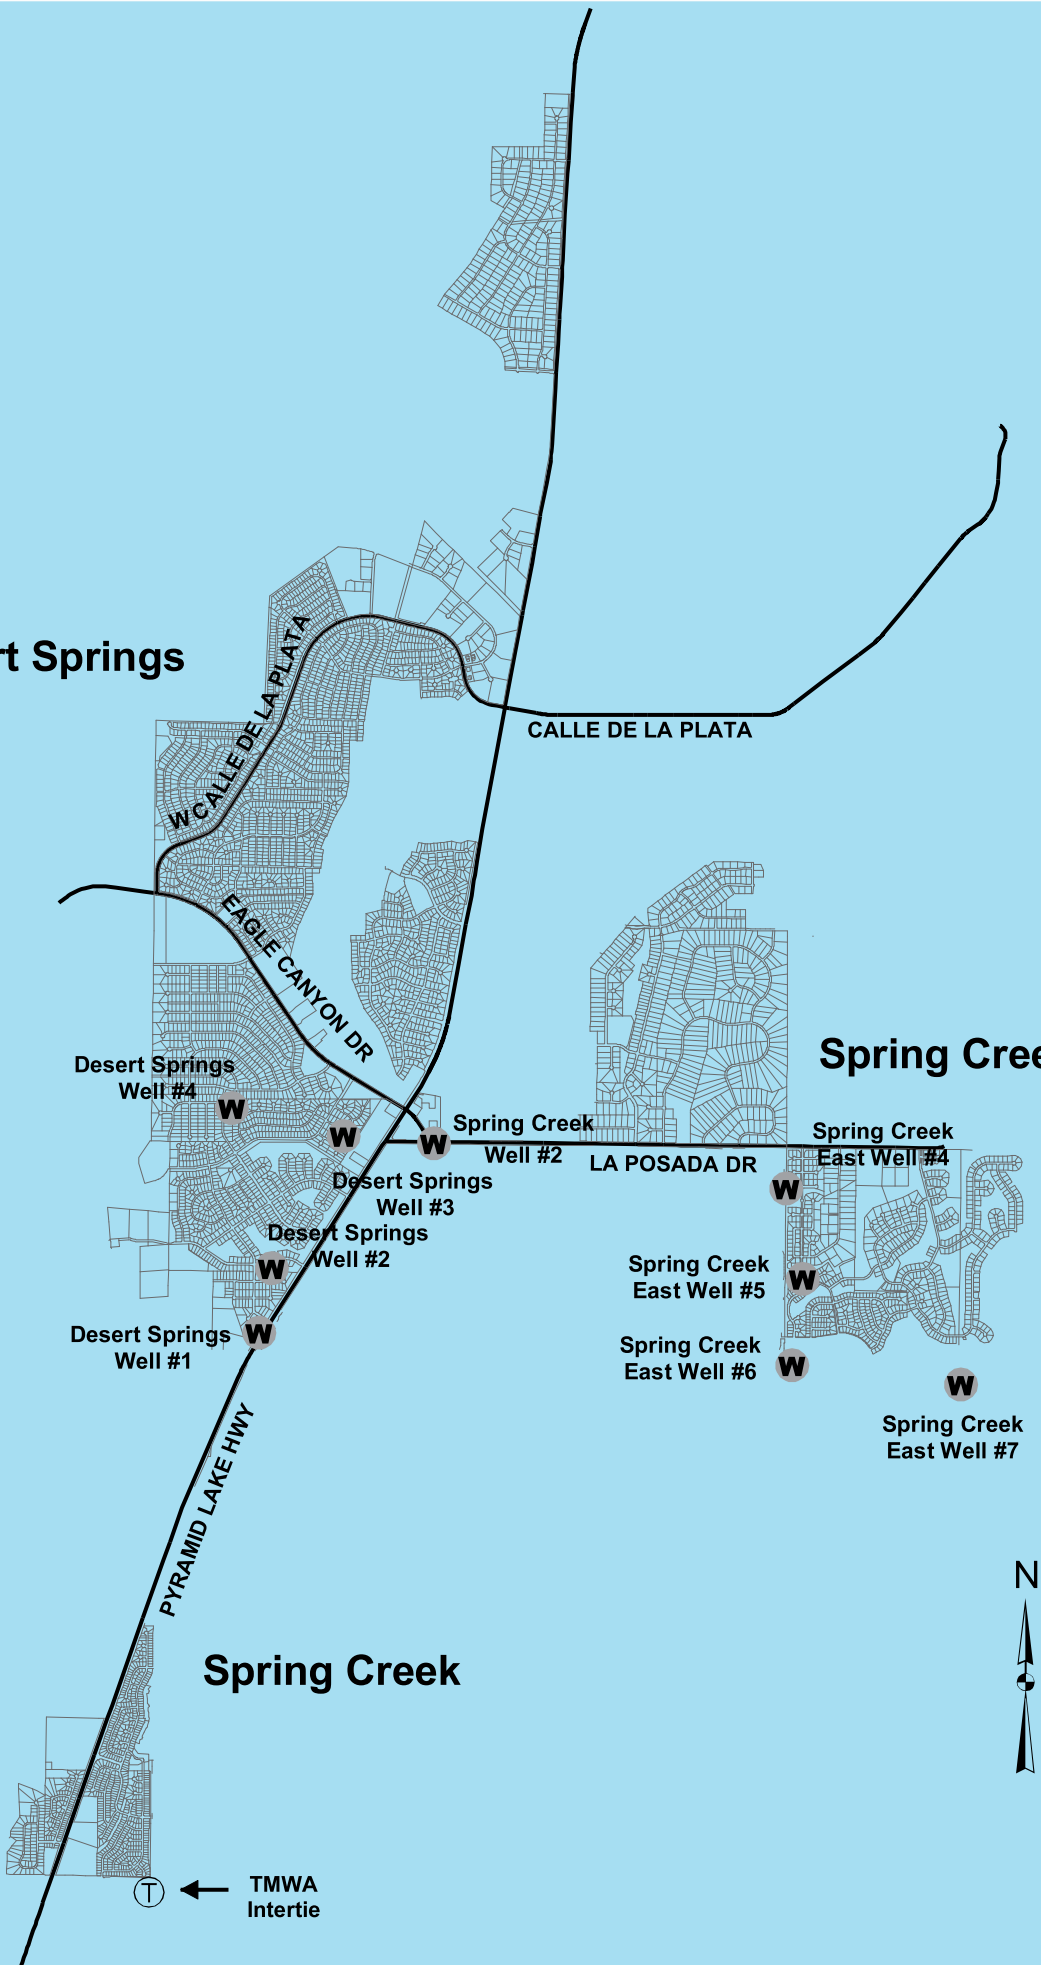 rt Springs
W CALLE DE LA PLATA
CALLE DE LA PLATA
EAGLE CANYON DR
Spring Cree
Desert Springs
Well #4
Spring Creek
Well #2
LA POSADA DR
Spring Creek
East Well #4
W
W
W
W
Desert Springs
Well #3
Desert Springs
Well #2
W
Spring Creek
East Well #5
W
Desert Springs
Well #1
W
Spring Creek
East Well #6
W
W
Spring Creek
East Well #7
PYRAMID LAKE HWY
N
Spring Creek
T
TMWA
Intertie